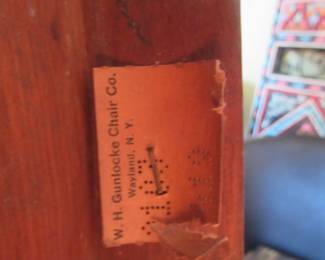 W. H. Gunlocke Chair Co.
Wayland, N. Y.